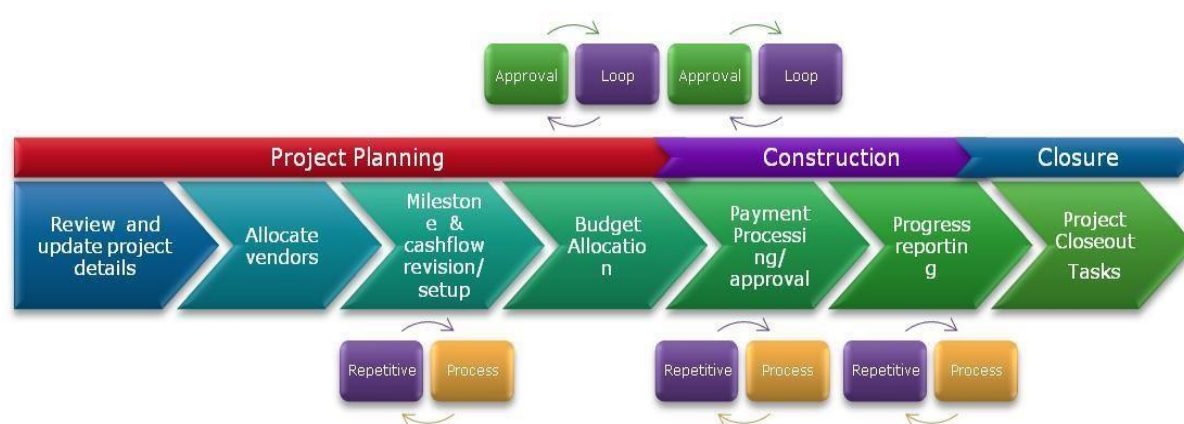 Approval
Loop
Approval
Loop
Project Planning
Construction
Closure
Review and
update project
details
Allocate
vendors
Mileston
e &
cashflow
revision/
setup
Budget
Allocatio
n
Payment
Processi
ng/
approval
Progress
reportin
g
Project
Closeout
Tasks
Repetitive
Process
Repetitive
Process
Repetitive
Process